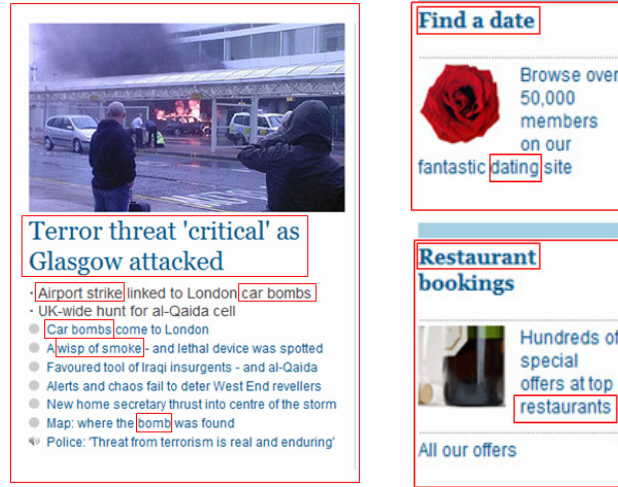 Terror threat 'critical' as
Glasgow attacked
· Airport strike linked to London car bombs
· UK-wide hunt for al-Qaida cell
Car bombs come to London
A wisp of smoke - and lethal device was spotted
Favoured tool of Iraqi insurgents - and al-Qaida
Alerts and chaos fail to deter West End revellers
New home secretary thrust into centre of the storm
Map: where the bomb was found
Police: 'Threat from terrorism is real and enduring'
Find a date
Browse over
50,000
members
on our
fantastic dating site
Restaurant
bookings
Hundreds of
special
offers at top
restaurants
All our offers